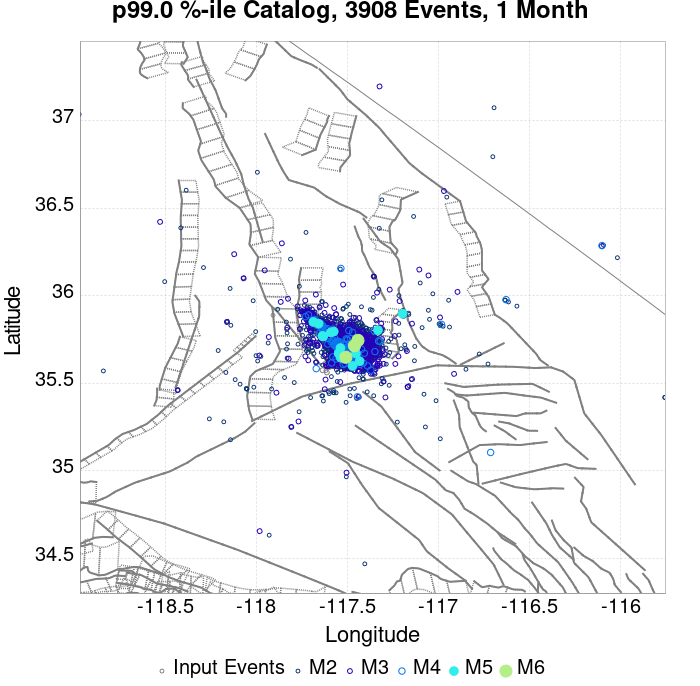 p99.0 %-ile Catalog, 3908 Events, 1 Month
37
36.5
36
35.5
35
34.5
Latitude
-118.5 -118 -117.5 -117 -116.5 -116
Longitude
Input Events M2 M3 M4 M5 M6